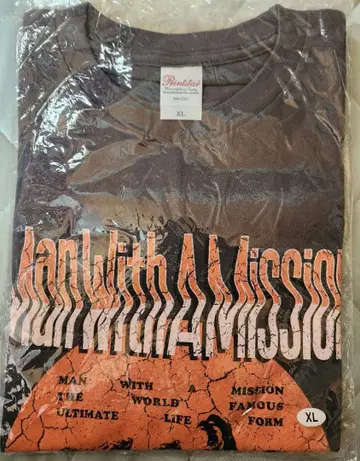 Printstar
XL
Man With A Mission
MAN WITH A MISSION
THE WORLD FAMOUS
ULTIMATE LIFE FORM
XL